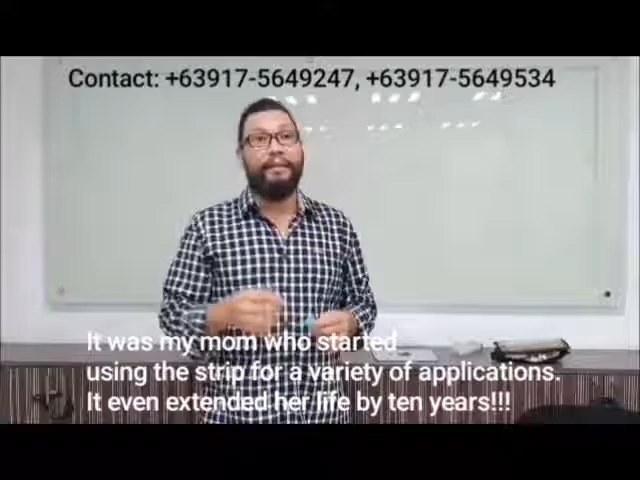 Contact: +63917-5649247, +63917-5649534
It was my mom who started
using the strip for a variety of applications.
It even extended her life by ten years!!!